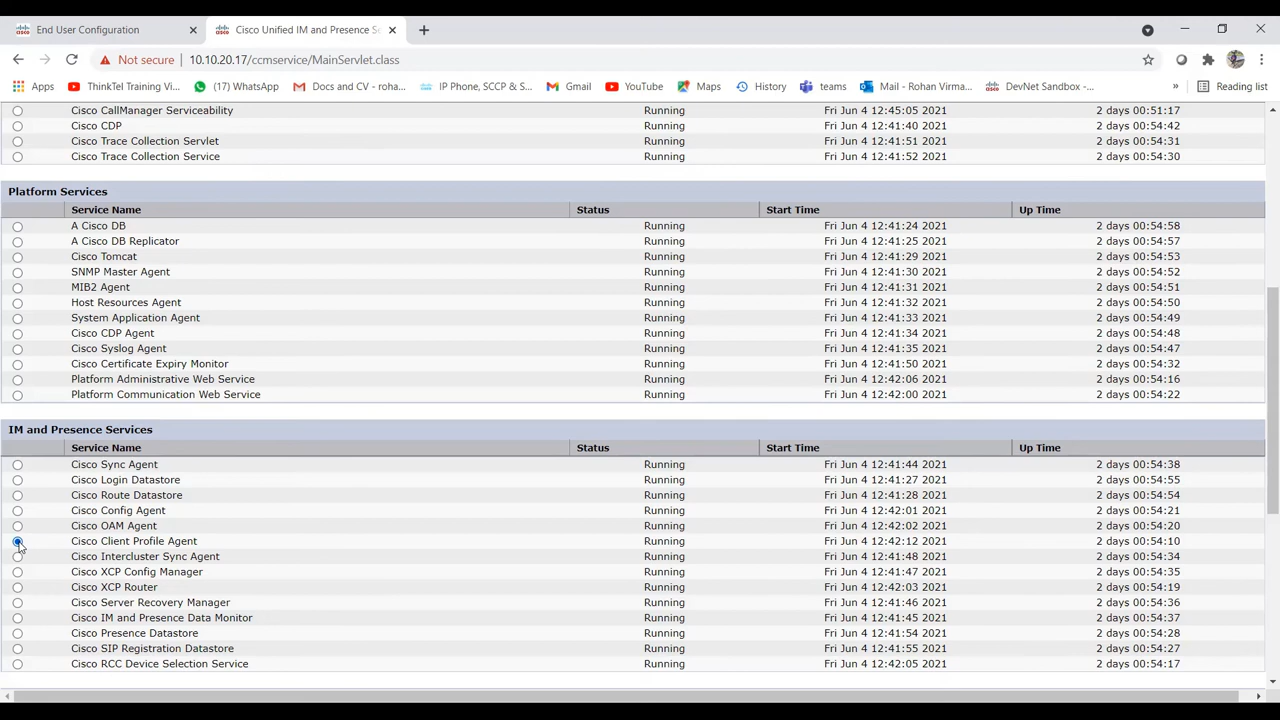 End User Configuration
Cisco Unified IM and Presence Se
Not secure 10.10.20.17/ccmservice/MainServlet.class
Apps ThinkTel Training Vi... (17) WhatsApp Docs and CV - roha... IP Phone, SCCP & S... Gmail YouTube Maps History teams Mail - Rohan Virma... DevNet Sandbox -... » Reading list
Cisco CallManager Serviceability Running Fri Jun 4 12:45:05 2021 2 days 00:51:17
Cisco CDP Running Fri Jun 4 12:41:40 2021 2 days 00:54:42
Cisco Trace Collection Servlet Running Fri Jun 4 12:41:51 2021 2 days 00:54:31
Cisco Trace Collection Service Running Fri Jun 4 12:41:52 2021 2 days 00:54:30
Platform Services
Service Name Status Start Time Up Time
A Cisco DB Running Fri Jun 4 12:41:24 2021 2 days 00:54:58
A Cisco DB Replicator Running Fri Jun 4 12:41:25 2021 2 days 00:54:57
Cisco Tomcat Running Fri Jun 4 12:41:29 2021 2 days 00:54:53
SNMP Master Agent Running Fri Jun 4 12:41:30 2021 2 days 00:54:52
MIB2 Agent Running Fri Jun 4 12:41:31 2021 2 days 00:54:51
Host Resources Agent Running Fri Jun 4 12:41:32 2021 2 days 00:54:50
System Application Agent Running Fri Jun 4 12:41:33 2021 2 days 00:54:49
Cisco CDP Agent Running Fri Jun 4 12:41:34 2021 2 days 00:54:48
Cisco Syslog Agent Running Fri Jun 4 12:41:35 2021 2 days 00:54:47
Cisco Certificate Expiry Monitor Running Fri Jun 4 12:41:50 2021 2 days 00:54:32
Platform Administrative Web Service Running Fri Jun 4 12:42:06 2021 2 days 00:54:16
Platform Communication Web Service Running Fri Jun 4 12:42:00 2021 2 days 00:54:22
IM and Presence Services
Service Name Status Start Time Up Time
Cisco Sync Agent Running Fri Jun 4 12:41:44 2021 2 days 00:54:38
Cisco Login Datastore Running Fri Jun 4 12:41:27 2021 2 days 00:54:55
Cisco Route Datastore Running Fri Jun 4 12:41:28 2021 2 days 00:54:54
Cisco Config Agent Running Fri Jun 4 12:42:01 2021 2 days 00:54:21
Cisco OAM Agent Running Fri Jun 4 12:42:02 2021 2 days 00:54:20
Cisco Client Profile Agent Running Fri Jun 4 12:42:12 2021 2 days 00:54:10
Cisco Intercluster Sync Agent Running Fri Jun 4 12:41:48 2021 2 days 00:54:34
Cisco XCP Config Manager Running Fri Jun 4 12:41:47 2021 2 days 00:54:35
Cisco XCP Router Running Fri Jun 4 12:42:03 2021 2 days 00:54:19
Cisco Server Recovery Manager Running Fri Jun 4 12:41:46 2021 2 days 00:54:36
Cisco IM and Presence Data Monitor Running Fri Jun 4 12:41:45 2021 2 days 00:54:37
Cisco Presence Datastore Running Fri Jun 4 12:41:54 2021 2 days 00:54:28
Cisco SIP Registration Datastore Running Fri Jun 4 12:41:55 2021 2 days 00:54:27
Cisco RCC Device Selection Service Running Fri Jun 4 12:42:05 2021 2 days 00:54:17